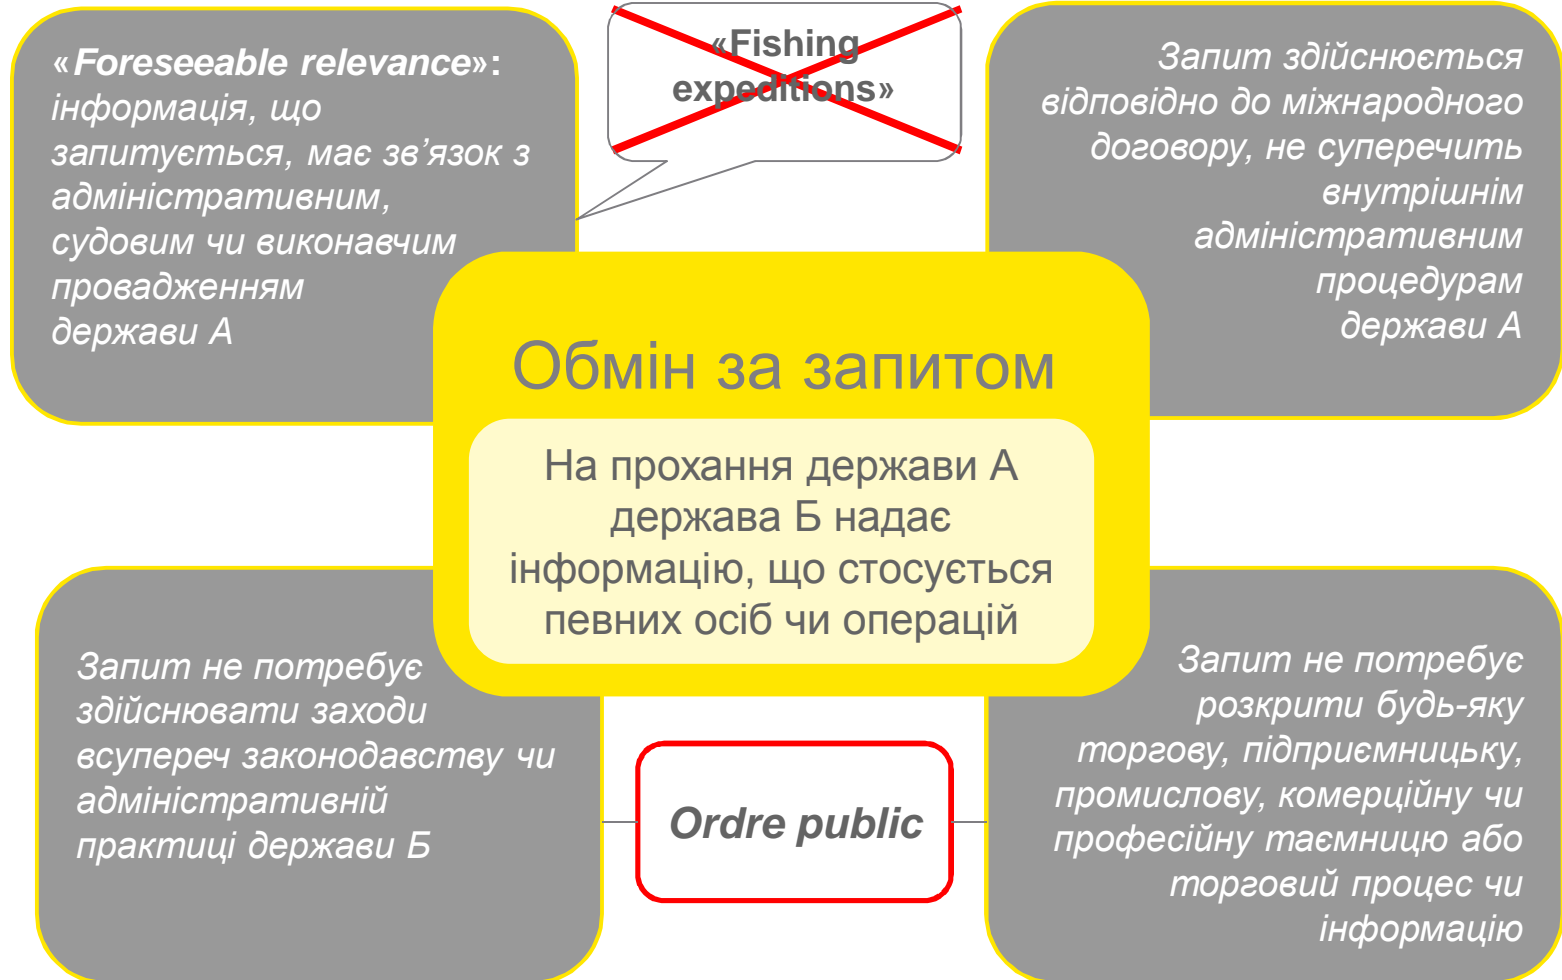 «Foreseeable relevance»:
інформація, що
запитується, має зв’язок з
адміністративним,
судовим чи виконавчим
провадженням
держави А
«Fishing
expeditions»
Запит здійснюється
відповідно до міжнародного
договору, не суперечить
внутрішнім
адміністративним
процедурам
держави А
Обмін за запитом
На прохання держави А
держава Б надає
інформацію, що стосується
певних осіб чи операцій
Запит не потребує
здійснювати заходи
всупереч законодавству чи
адміністративній
практиці держави Б
Ordre public
Запит не потребує
розкрити будь-яку
торгову, підприємницьку,
промислову, комерційну чи
професійну таємницю або
торговий процес чи
інформацію